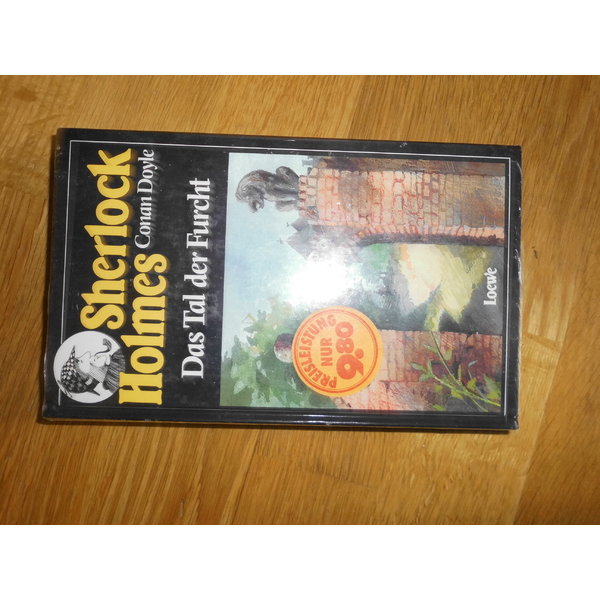 Sherlock
Holmes
Conan Doyle
Das Tal der Furcht
PREISLEISTUNG
NUR
9.80
Loewe